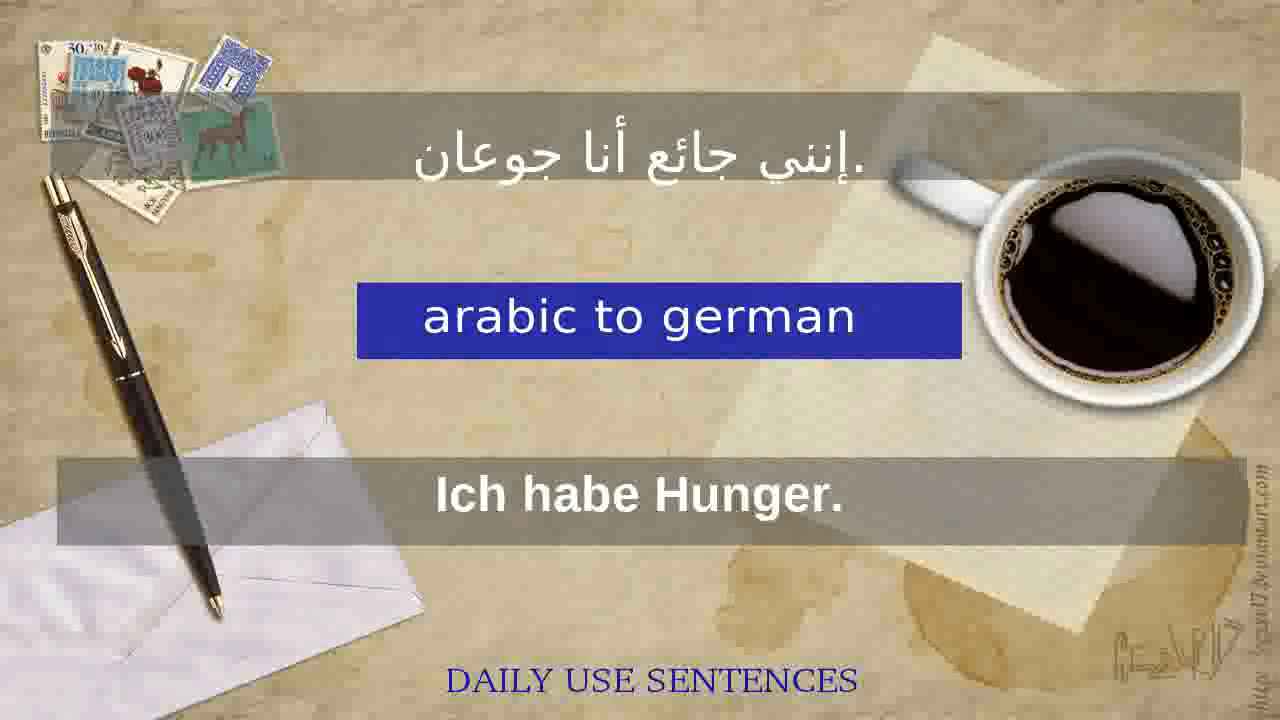 إنني جائع أنا جوعان.
arabic to german
Ich habe Hunger.
DAILY USE SENTENCES